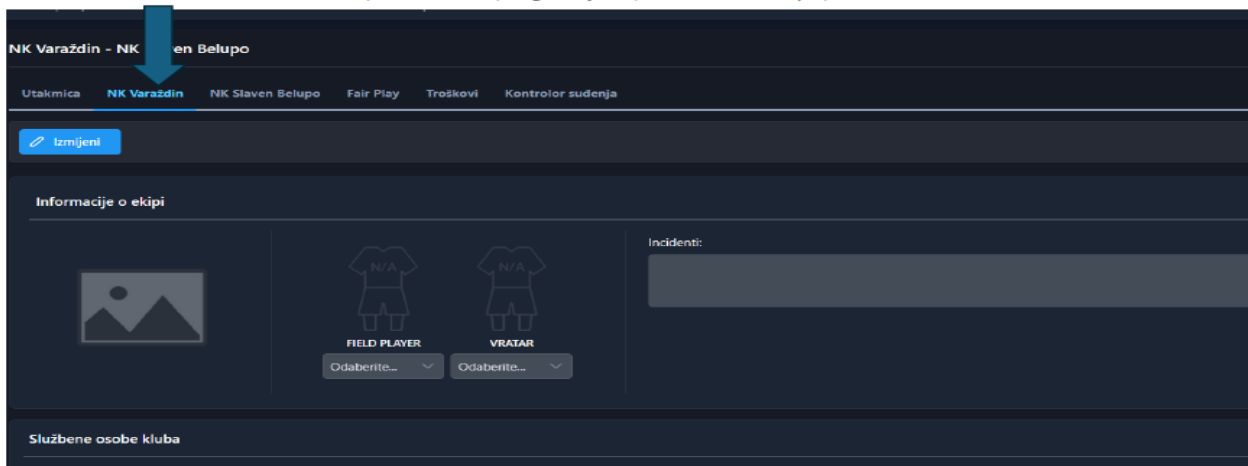 NK Varaždin - NK en Belupo
Utakmica NK Varaždin NK Slaven Belupo Fair Play Troškovi Kontrolor suđenja
Izmijeni
Informacije o ekipi
Incidenti:
N/A N/A
FIELD PLAYER VRATAR
Odaberite... Odaberite...
Službene osobe kluba